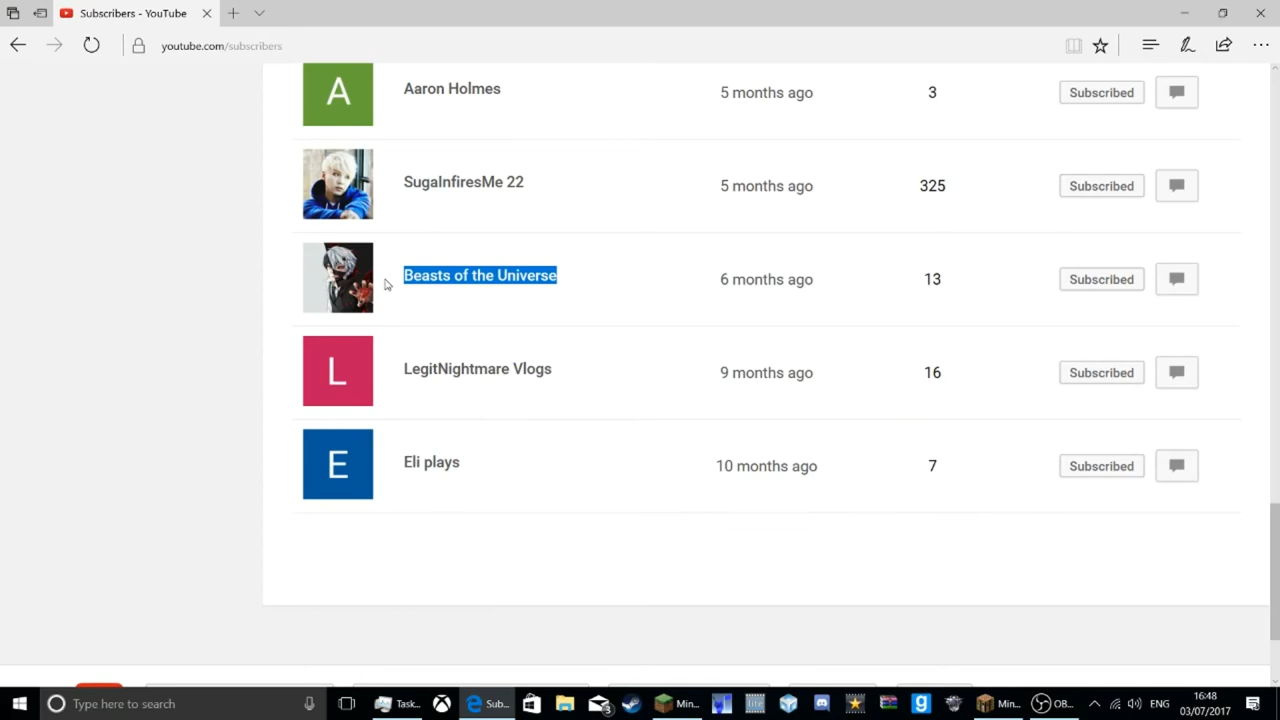 Subscribers - YouTube
youtube.com/subscribers
A Aaron Holmes 5 months ago 3 Subscribed
SugaInfiresMe 22 5 months ago 325 Subscribed
Beasts of the Universe 6 months ago 13 Subscribed
L LegitNightmare Vlogs 9 months ago 16 Subscribed
E Eli plays 10 months ago 7 Subscribed
Type here to search Task... Sub... 3 Min... lite Min... OB... ENG 16:48
03/07/2017